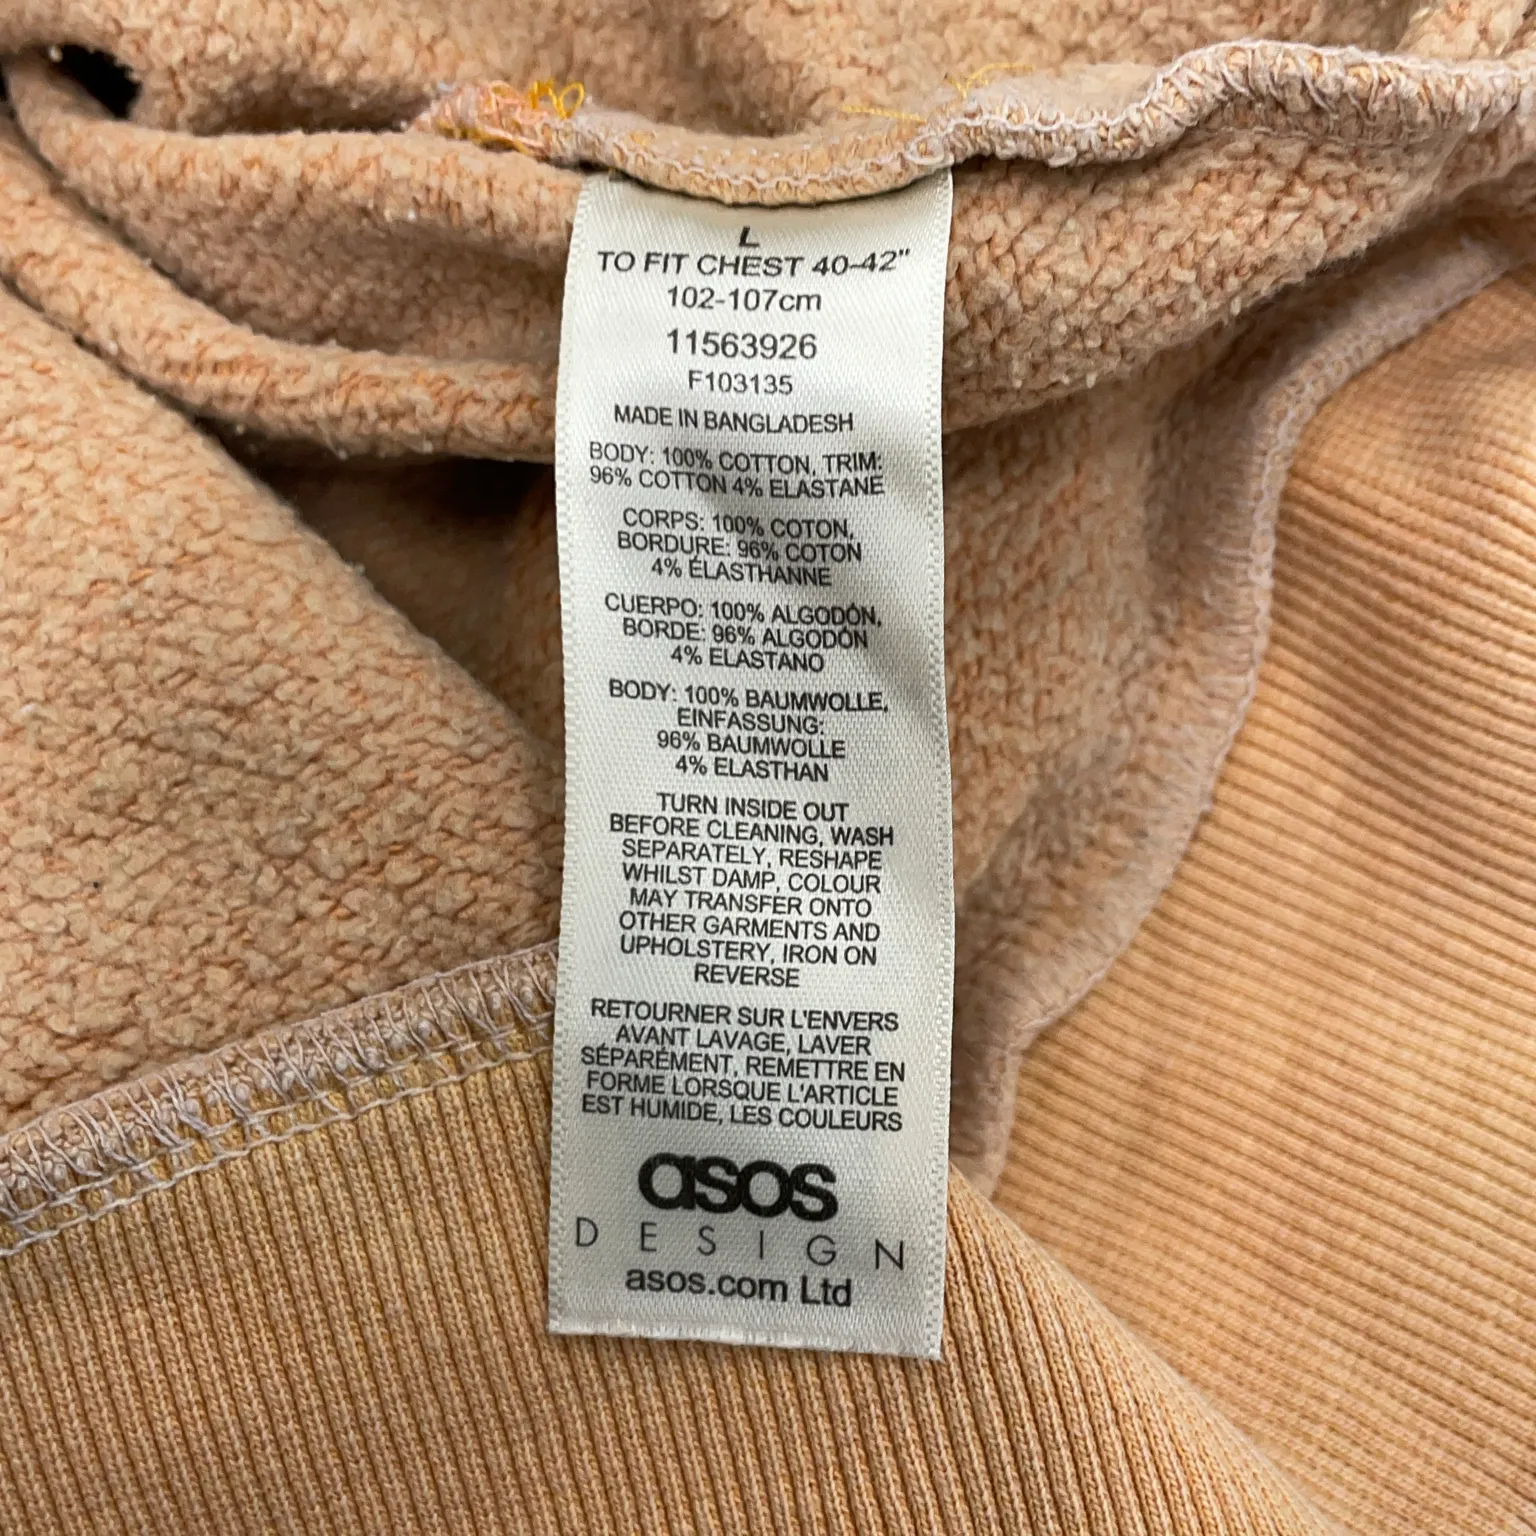 L
TO FIT CHEST 40-42"
102-107cm
11563926
F103135
MADE IN BANGLADESH
BODY: 100% COTTON, TRIM:
96% COTTON 4% ELASTANE
CORPS: 100% COTON,
BORDURE: 96% COTON
4% ÉLASTHANNE
CUERPO: 100% ALGODÓN,
BORDE: 96% ALGODÓN
4% ELASTANO
BODY: 100% BAUMWOLLE,
EINFASSUNG:
96% BAUMWOLLE
4% ELASTHAN
TURN INSIDE OUT
BEFORE CLEANING, WASH
SEPARATELY, RESHAPE
WHILST DAMP, COLOUR
MAY TRANSFER ONTO
OTHER GARMENTS AND
UPHOLSTERY, IRON ON
REVERSE
RETOURNER SUR L'ENVERS
AVANT LAVAGE, LAVER
SÉPARÉMENT, REMETTRE EN
FORME LORSQUE L'ARTICLE
EST HUMIDE, LES COULEURS
asos
DESIGN
asos.com Ltd